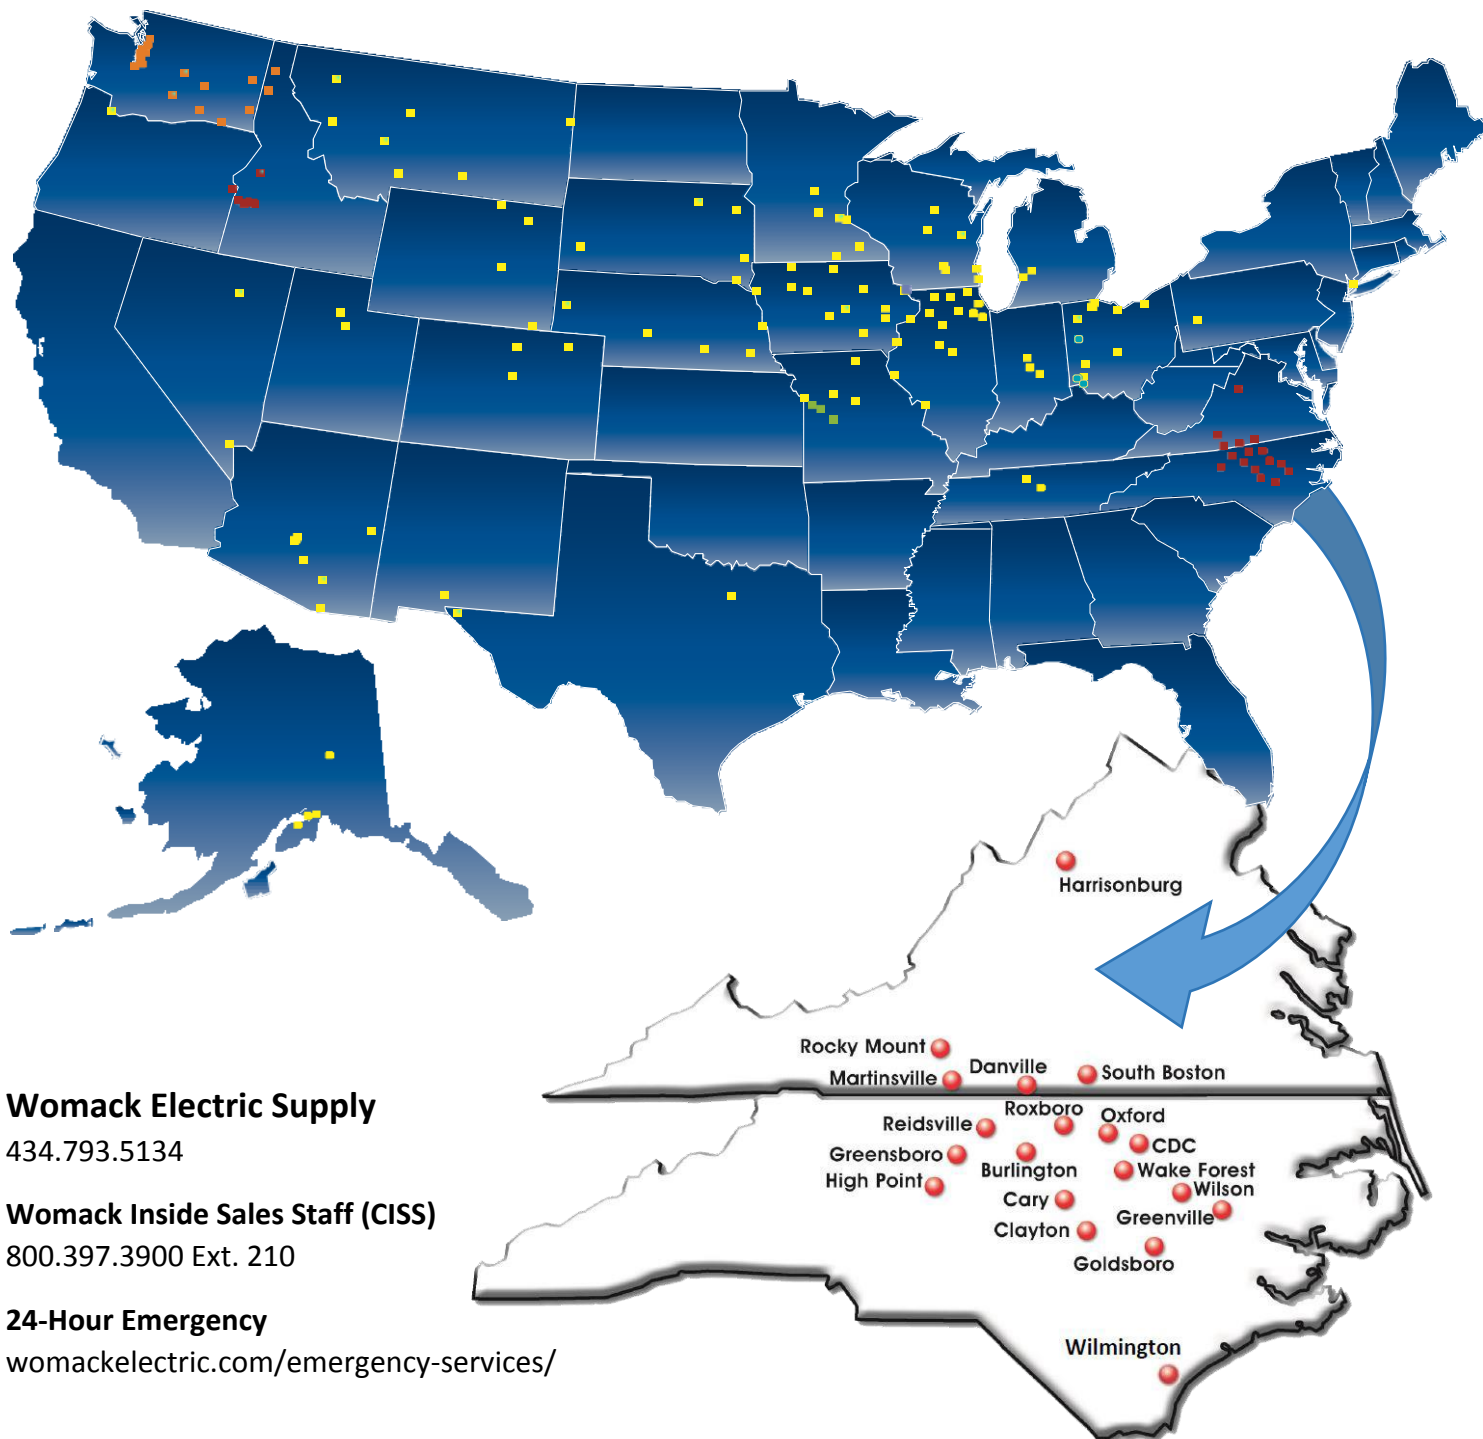 Harrisonburg
Rocky Mount
Martinsville
Danville
South Boston
Roxboro
Oxford
Reidsville
CDC
Greensboro
Burlington
Wake Forest
High Point
Wilson
Cary
Greenville
Clayton
Goldsboro
Wilmington
Womack Electric Supply
434.793.5134
Womack Inside Sales Staff (CISS)
800.397.3900 Ext. 210
24-Hour Emergency
womackelectric.com/emergency-services/